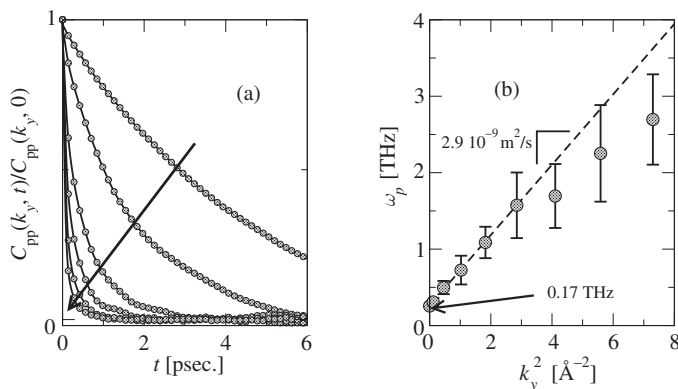 1
(a)
C_pp(k_y, t)/C_pp(k_y, 0)
0
0 2 4 6
t [psec.]
4
(b)
3
2.9 10^-9 m^2/s
ω_p [THz]
2
1
0.17 THz
0
0 2 4 6 8
k_y^2 [Å^-2]